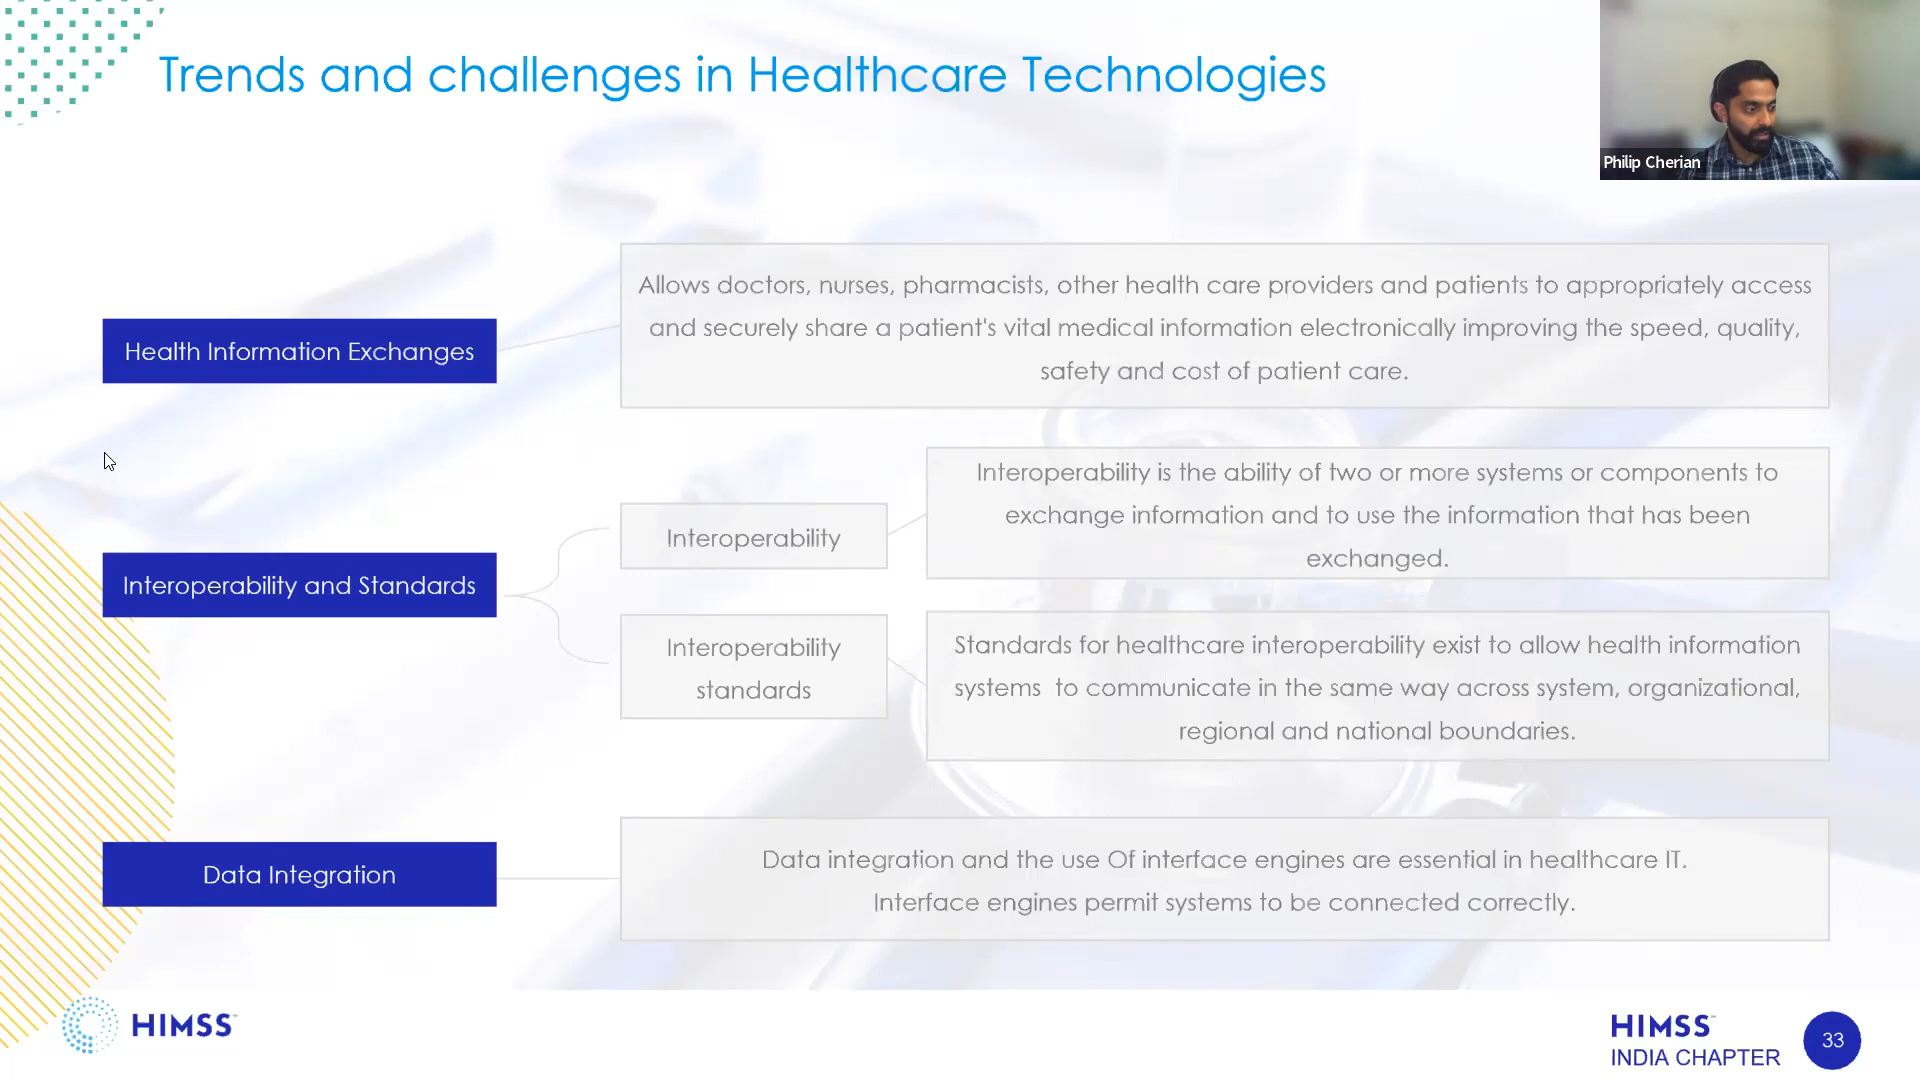 Trends and challenges in Healthcare Technologies
Philip Cherian
Health Information Exchanges
Allows doctors, nurses, pharmacists, other health care providers and patients to appropriately access
and securely share a patient's vital medical information electronically improving the speed, quality,
safety and cost of patient care.
Interoperability and Standards
Interoperability
Interoperability is the ability of two or more systems or components to
exchange information and to use the information that has been
exchanged.
Interoperability
standards
Standards for healthcare interoperability exist to allow health information
systems  to communicate in the same way across system, organizational,
regional and national boundaries.
Data Integration
Data integration and the use Of interface engines are essential in healthcare IT.
Interface engines permit systems to be connected correctly.
HIMSS
HIMSS
INDIA CHAPTER
33